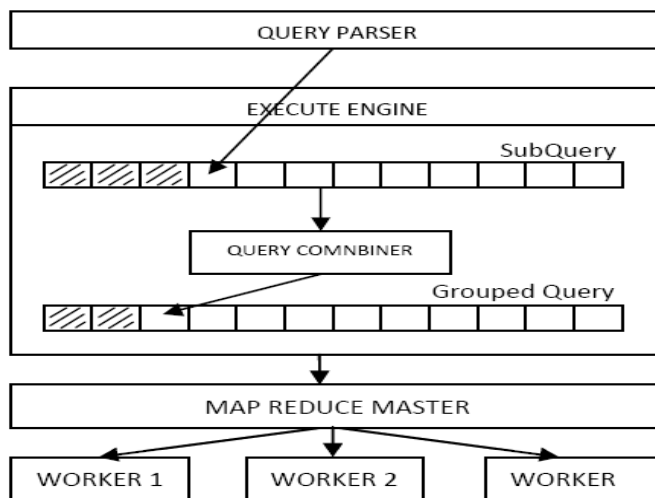 QUERY PARSER
EXECUTE ENGINE
SubQuery
QUERY COMNBINER
Grouped Query
MAP REDUCE MASTER
WORKER 1
WORKER 2
WORKER